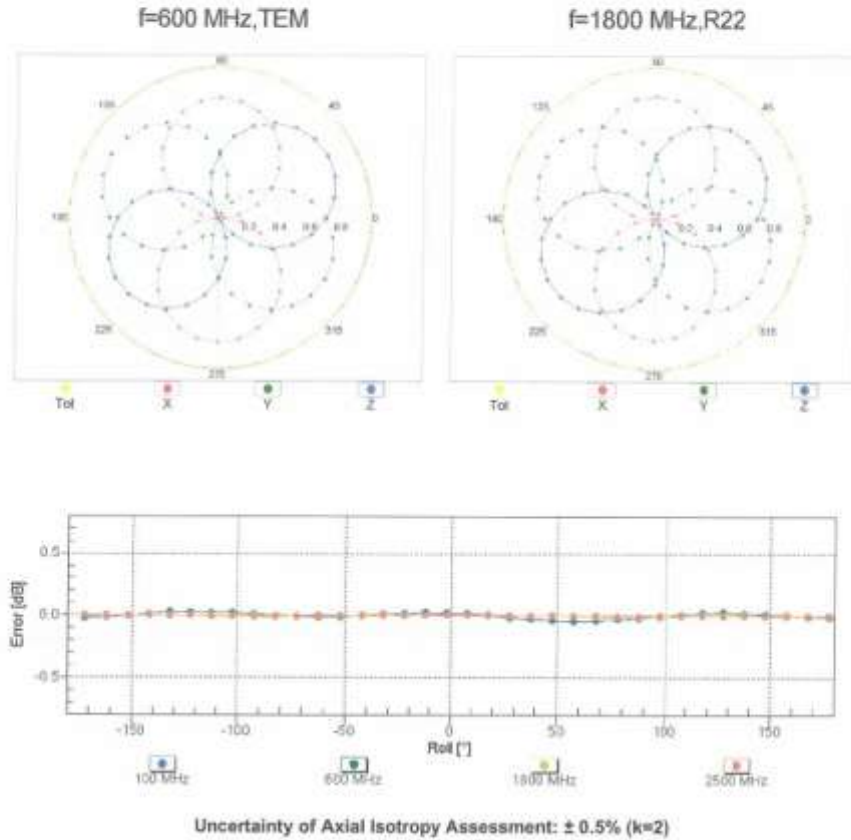 f=600 MHz,TEM
f=1800 MHz,R22
90
135
45
180
0.2 0.4 0.6 0.8
0
225
315
270
Tot
X
Y
Z
90
135
45
180
0.2 0.4 0.6 0.8
0
225
315
270
Tot
X
Y
Z
Error [dB]
0.5
0.0
-0.5
-150
-100
-50
0
50
100
150
Roll [°]
100 MHz
600 MHz
1800 MHz
2500 MHz
Uncertainty of Axial Isotropy Assessment: ± 0.5% (k=2)